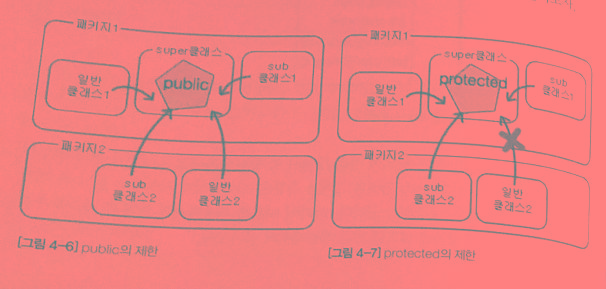 패키지1
super클래스
일반
클래스1
public
sub
클래스1
패키지2
sub
클래스2
일반
클래스2
[그림 4-6] public의 제한
패키지1
super클래스
일반
클래스1
protected
sub
클래스1
패키지2
sub
클래스2
일반
클래스2
[그림 4-7] protected의 제한